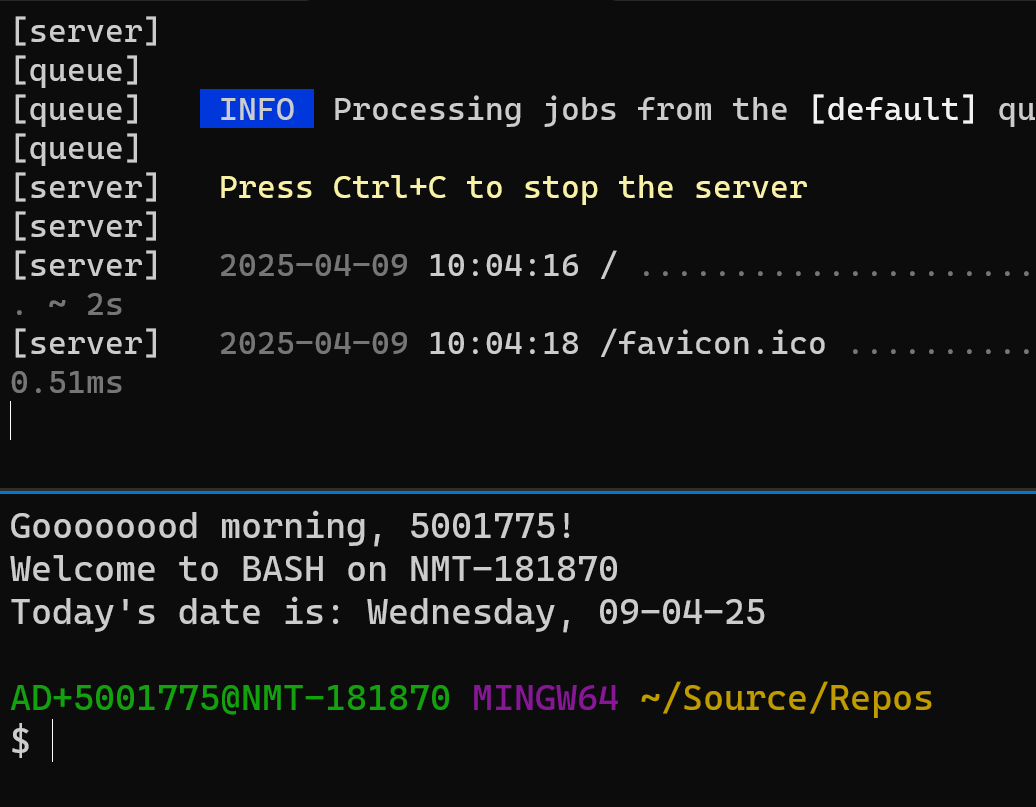 [server]
[queue]
[queue]   INFO  Processing jobs from the [default] qu
[queue]
[server]   Press Ctrl+C to stop the server
[server]
[server]   2025-04-09 10:04:16 / .....................
. ~ 2s
[server]   2025-04-09 10:04:18 /favicon.ico ..........
0.51ms
Goooooood morning, 5001775!
Welcome to BASH on NMT-181870
Today's date is: Wednesday, 09-04-25
AD+5001775@NMT-181870 MINGW64 ~/Source/Repos
$